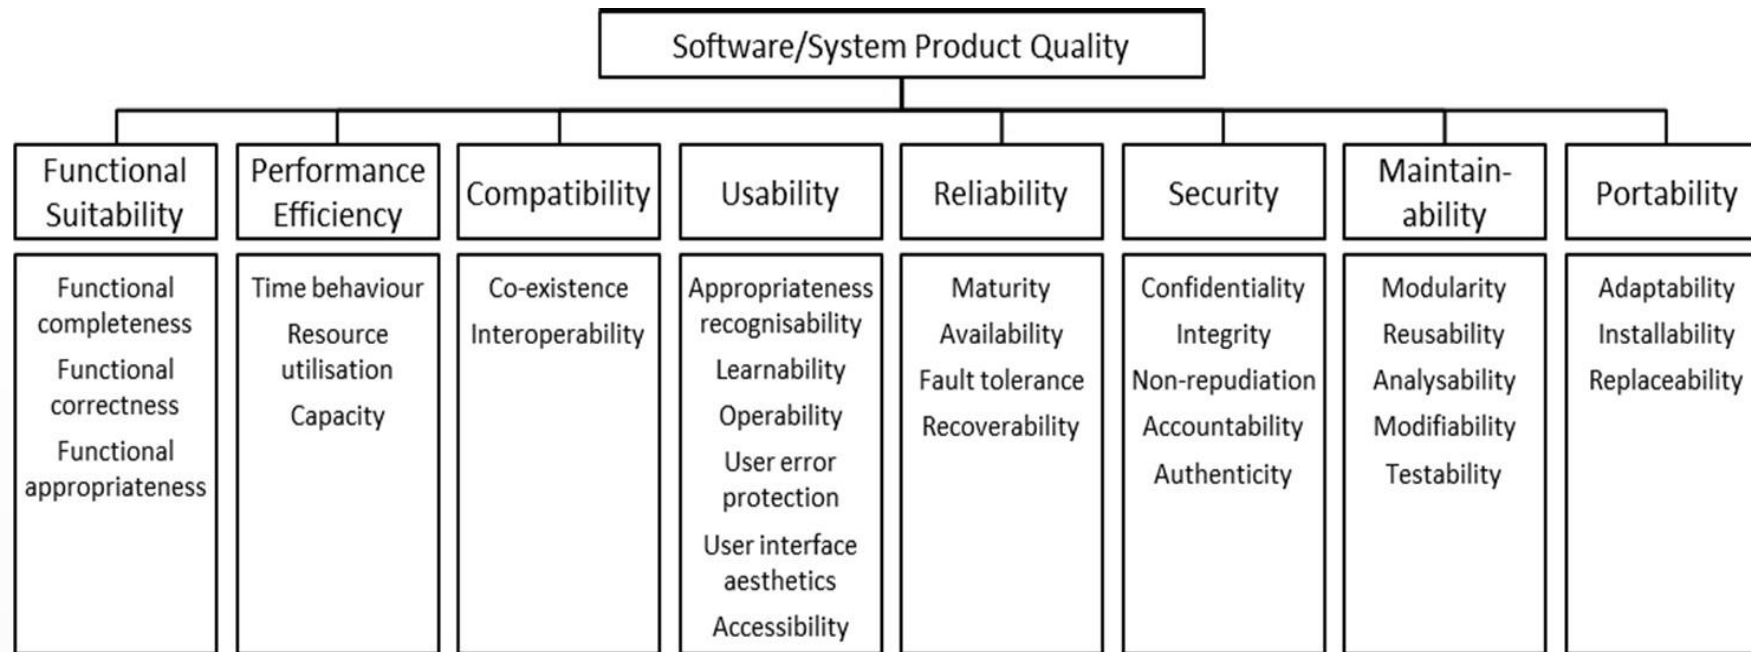 Software/System Product Quality
Functional
Suitability
Performance
Efficiency
Compatibility
Usability
Reliability
Security
Maintain-
ability
Portability
Functional
completeness
Functional
correctness
Functional
appropriateness
Time behaviour
Resource
utilisation
Capacity
Co-existence
Interoperability
Appropriateness
recognisability
Learnability
Operability
User error
protection
User interface
aesthetics
Accessibility
Maturity
Availability
Fault tolerance
Recoverability
Confidentiality
Integrity
Non-repudiation
Accountability
Authenticity
Modularity
Reusability
Analysability
Modifiability
Testability
Adaptability
Installability
Replaceability